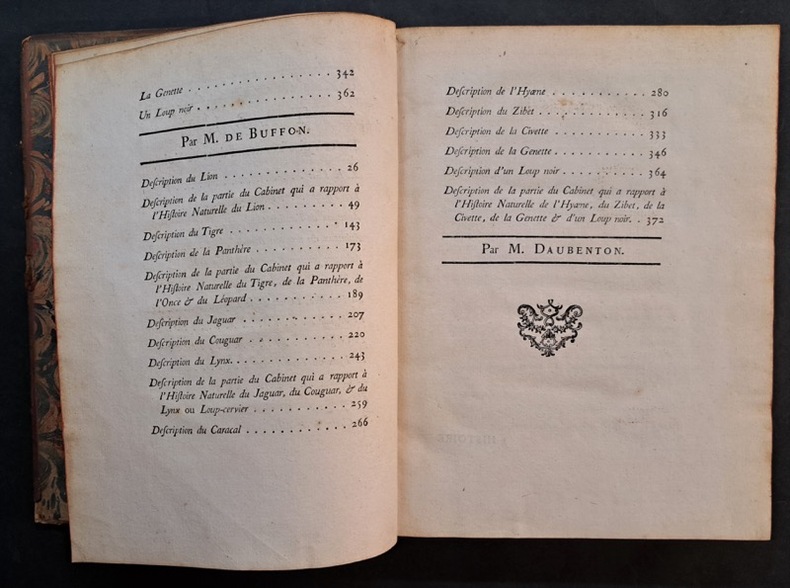 La Genette . . . . . . . . . . . . . . . . . . 342
Un Loup noir . . . . . . . . . . . . . . . . . 362
Par M. DE BUFFON.
Deſcription du Lion . . . . . . . . . . . . . 26
Deſcription de la partie du Cabinet qui a rapport à
l'Hiſtoire Naturelle du Lion . . . . . . . . . 49
Deſcription du Tigre . . . . . . . . . . . . 143
Deſcription de la Panthère . . . . . . . . . 173
Deſcription de la partie du Cabinet qui a rapport à
l'Hiſtoire Naturelle du Tigre, de la Panthère, de
l'Once & du Léopard . . . . . . . . . . 189
Deſcription du Jaguar . . . . . . . . . . . 207
Deſcription du Couguar . . . . . . . . . . 220
Deſcription du Lynx. . . . . . . . . . . . 243
Deſcription de la partie du Cabinet qui a rapport à
l'Hiſtoire Naturelle du Jaguar, du Couguar, & du
Lynx ou Loup-cervier . . . . . . . . . . 259
Deſcription du Caracal . . . . . . . . . . 266
Deſcription de l'Hyæne . . . . . . . . . . 280
Deſcription du Zibet . . . . . . . . . . . 316
Deſcription de la Civette . . . . . . . . . 333
Deſcription de la Genette . . . . . . . . . 346
Deſcription d'un Loup noir . . . . . . . . . 364
Deſcription de la partie du Cabinet qui a rapport à
l'Hiſtoire Naturelle de l'Hyæne, du Zibet, de la
Civette, de la Genette & d'un Loup noir. . 372
Par M. DAUBENTON.